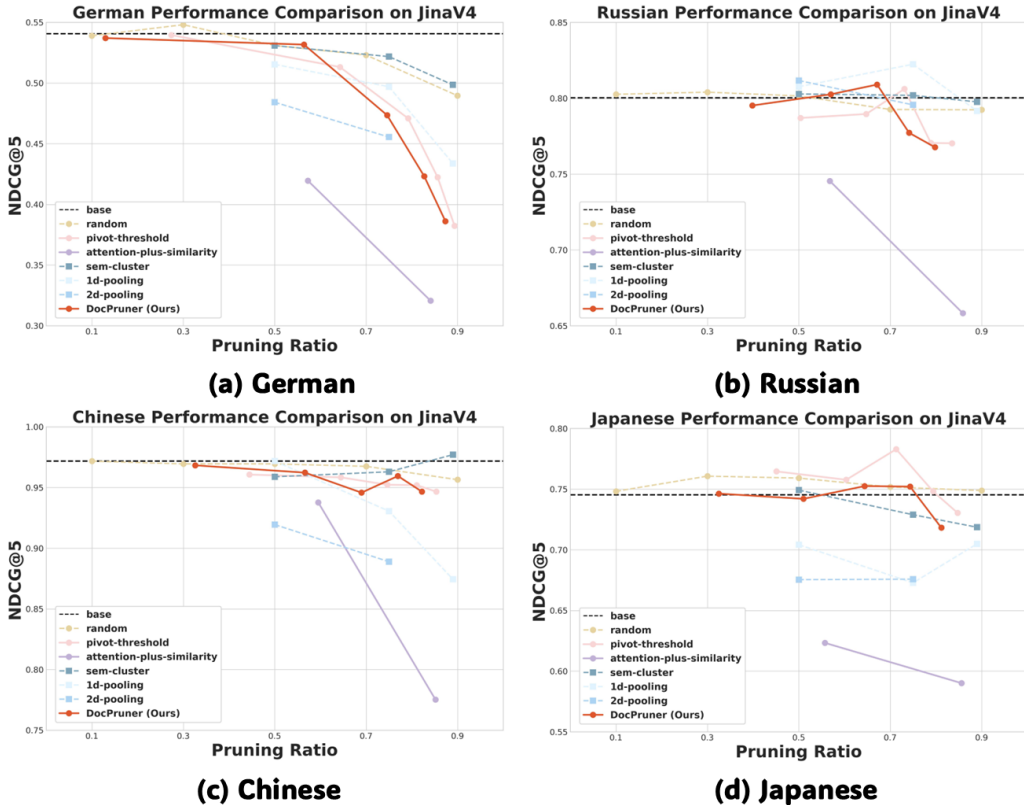 German Performance Comparison on JinaV4
0.55
0.50
0.45
0.40
0.35
0.30
NDCG@5
base
random
pivot-threshold
attention-plus-similarity
sem-cluster
1d-pooling
2d-pooling
DocPruner (Ours)
0.1 0.3 0.5 0.7 0.9
Pruning Ratio
(a) German
Russian Performance Comparison on JinaV4
0.85
0.80
0.75
0.70
0.65
NDCG@5
base
random
pivot-threshold
attention-plus-similarity
sem-cluster
1d-pooling
2d-pooling
DocPruner (Ours)
0.1 0.3 0.5 0.7 0.9
Pruning Ratio
(b) Russian
Chinese Performance Comparison on JinaV4
1.00
0.95
0.90
0.85
0.80
0.75
NDCG@5
base
random
pivot-threshold
attention-plus-similarity
sem-cluster
1d-pooling
2d-pooling
DocPruner (Ours)
0.1 0.3 0.5 0.7 0.9
Pruning Ratio
(c) Chinese
Japanese Performance Comparison on JinaV4
0.80
0.75
0.70
0.65
0.60
0.55
NDCG@5
base
random
pivot-threshold
attention-plus-similarity
sem-cluster
1d-pooling
2d-pooling
DocPruner (Ours)
0.1 0.3 0.5 0.7 0.9
Pruning Ratio
(d) Japanese